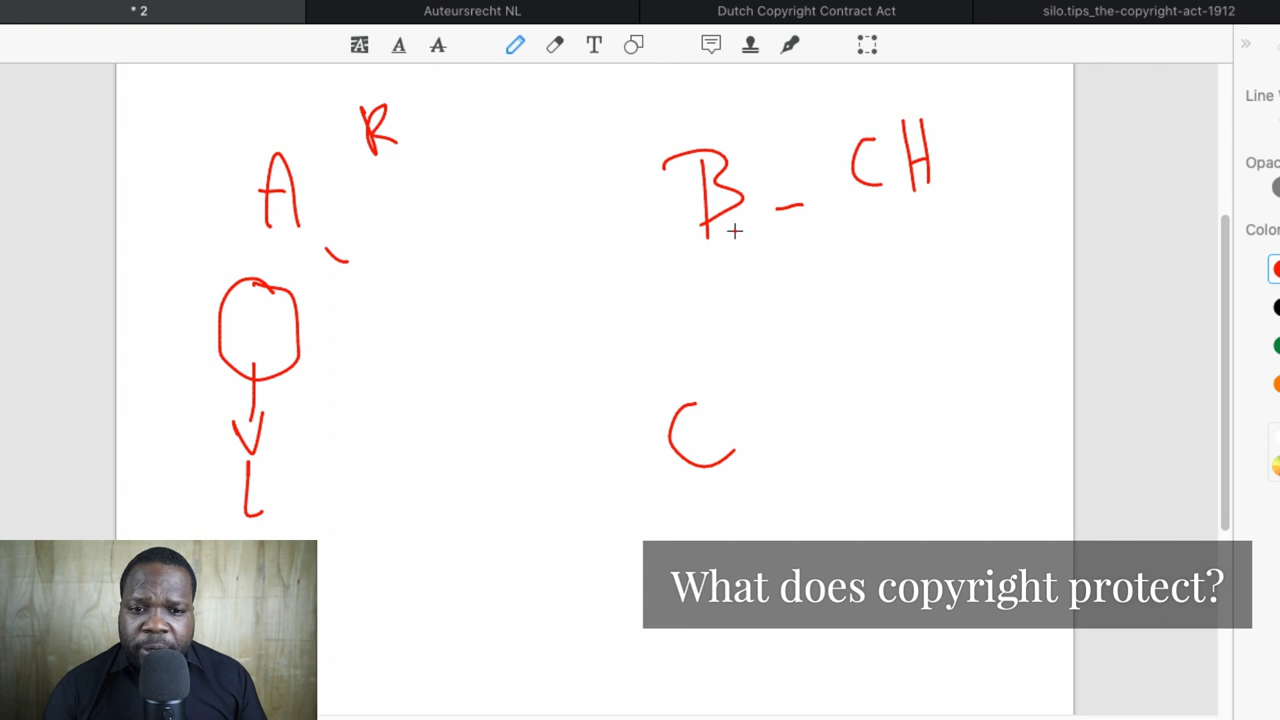 * 2
Auteursrecht NL
Dutch Copyright Contract Act
silo.tips_the-copyright-act-1912
A A A T
Line
Opac
Color
R
A
B - CH
C
L
What does copyright protect?